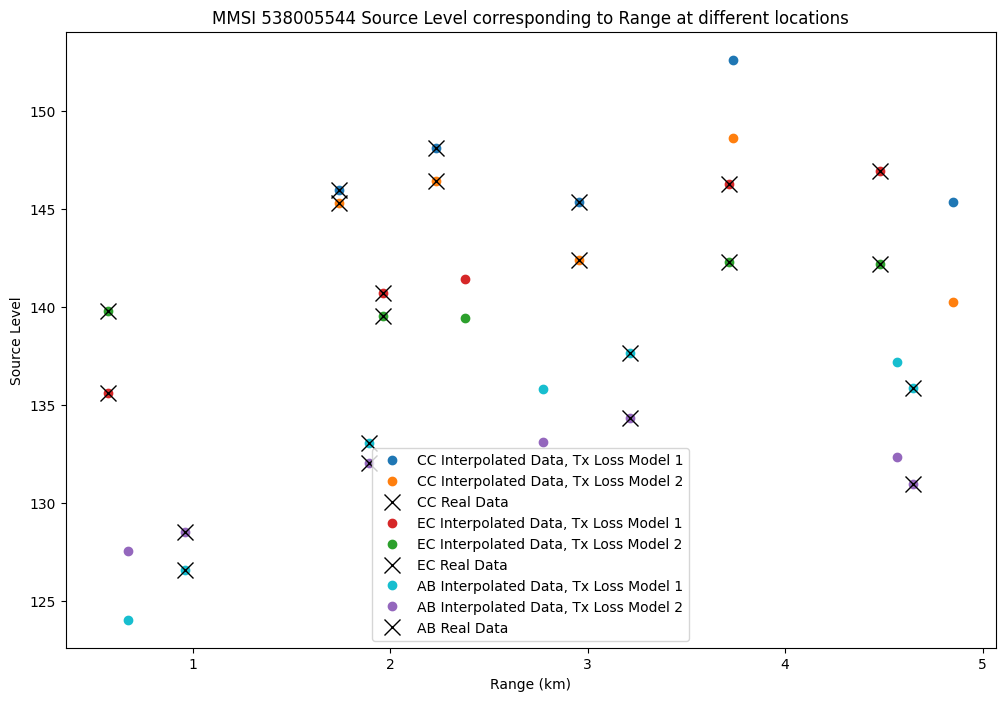 MMSI 538005544 Source Level corresponding to Range at different locations
Source Level
150
145
140
135
130
125
CC Interpolated Data, Tx Loss Model 1
CC Interpolated Data, Tx Loss Model 2
CC Real Data
EC Interpolated Data, Tx Loss Model 1
EC Interpolated Data, Tx Loss Model 2
EC Real Data
AB Interpolated Data, Tx Loss Model 1
AB Interpolated Data, Tx Loss Model 2
AB Real Data
1 2 3 4 5
Range (km)